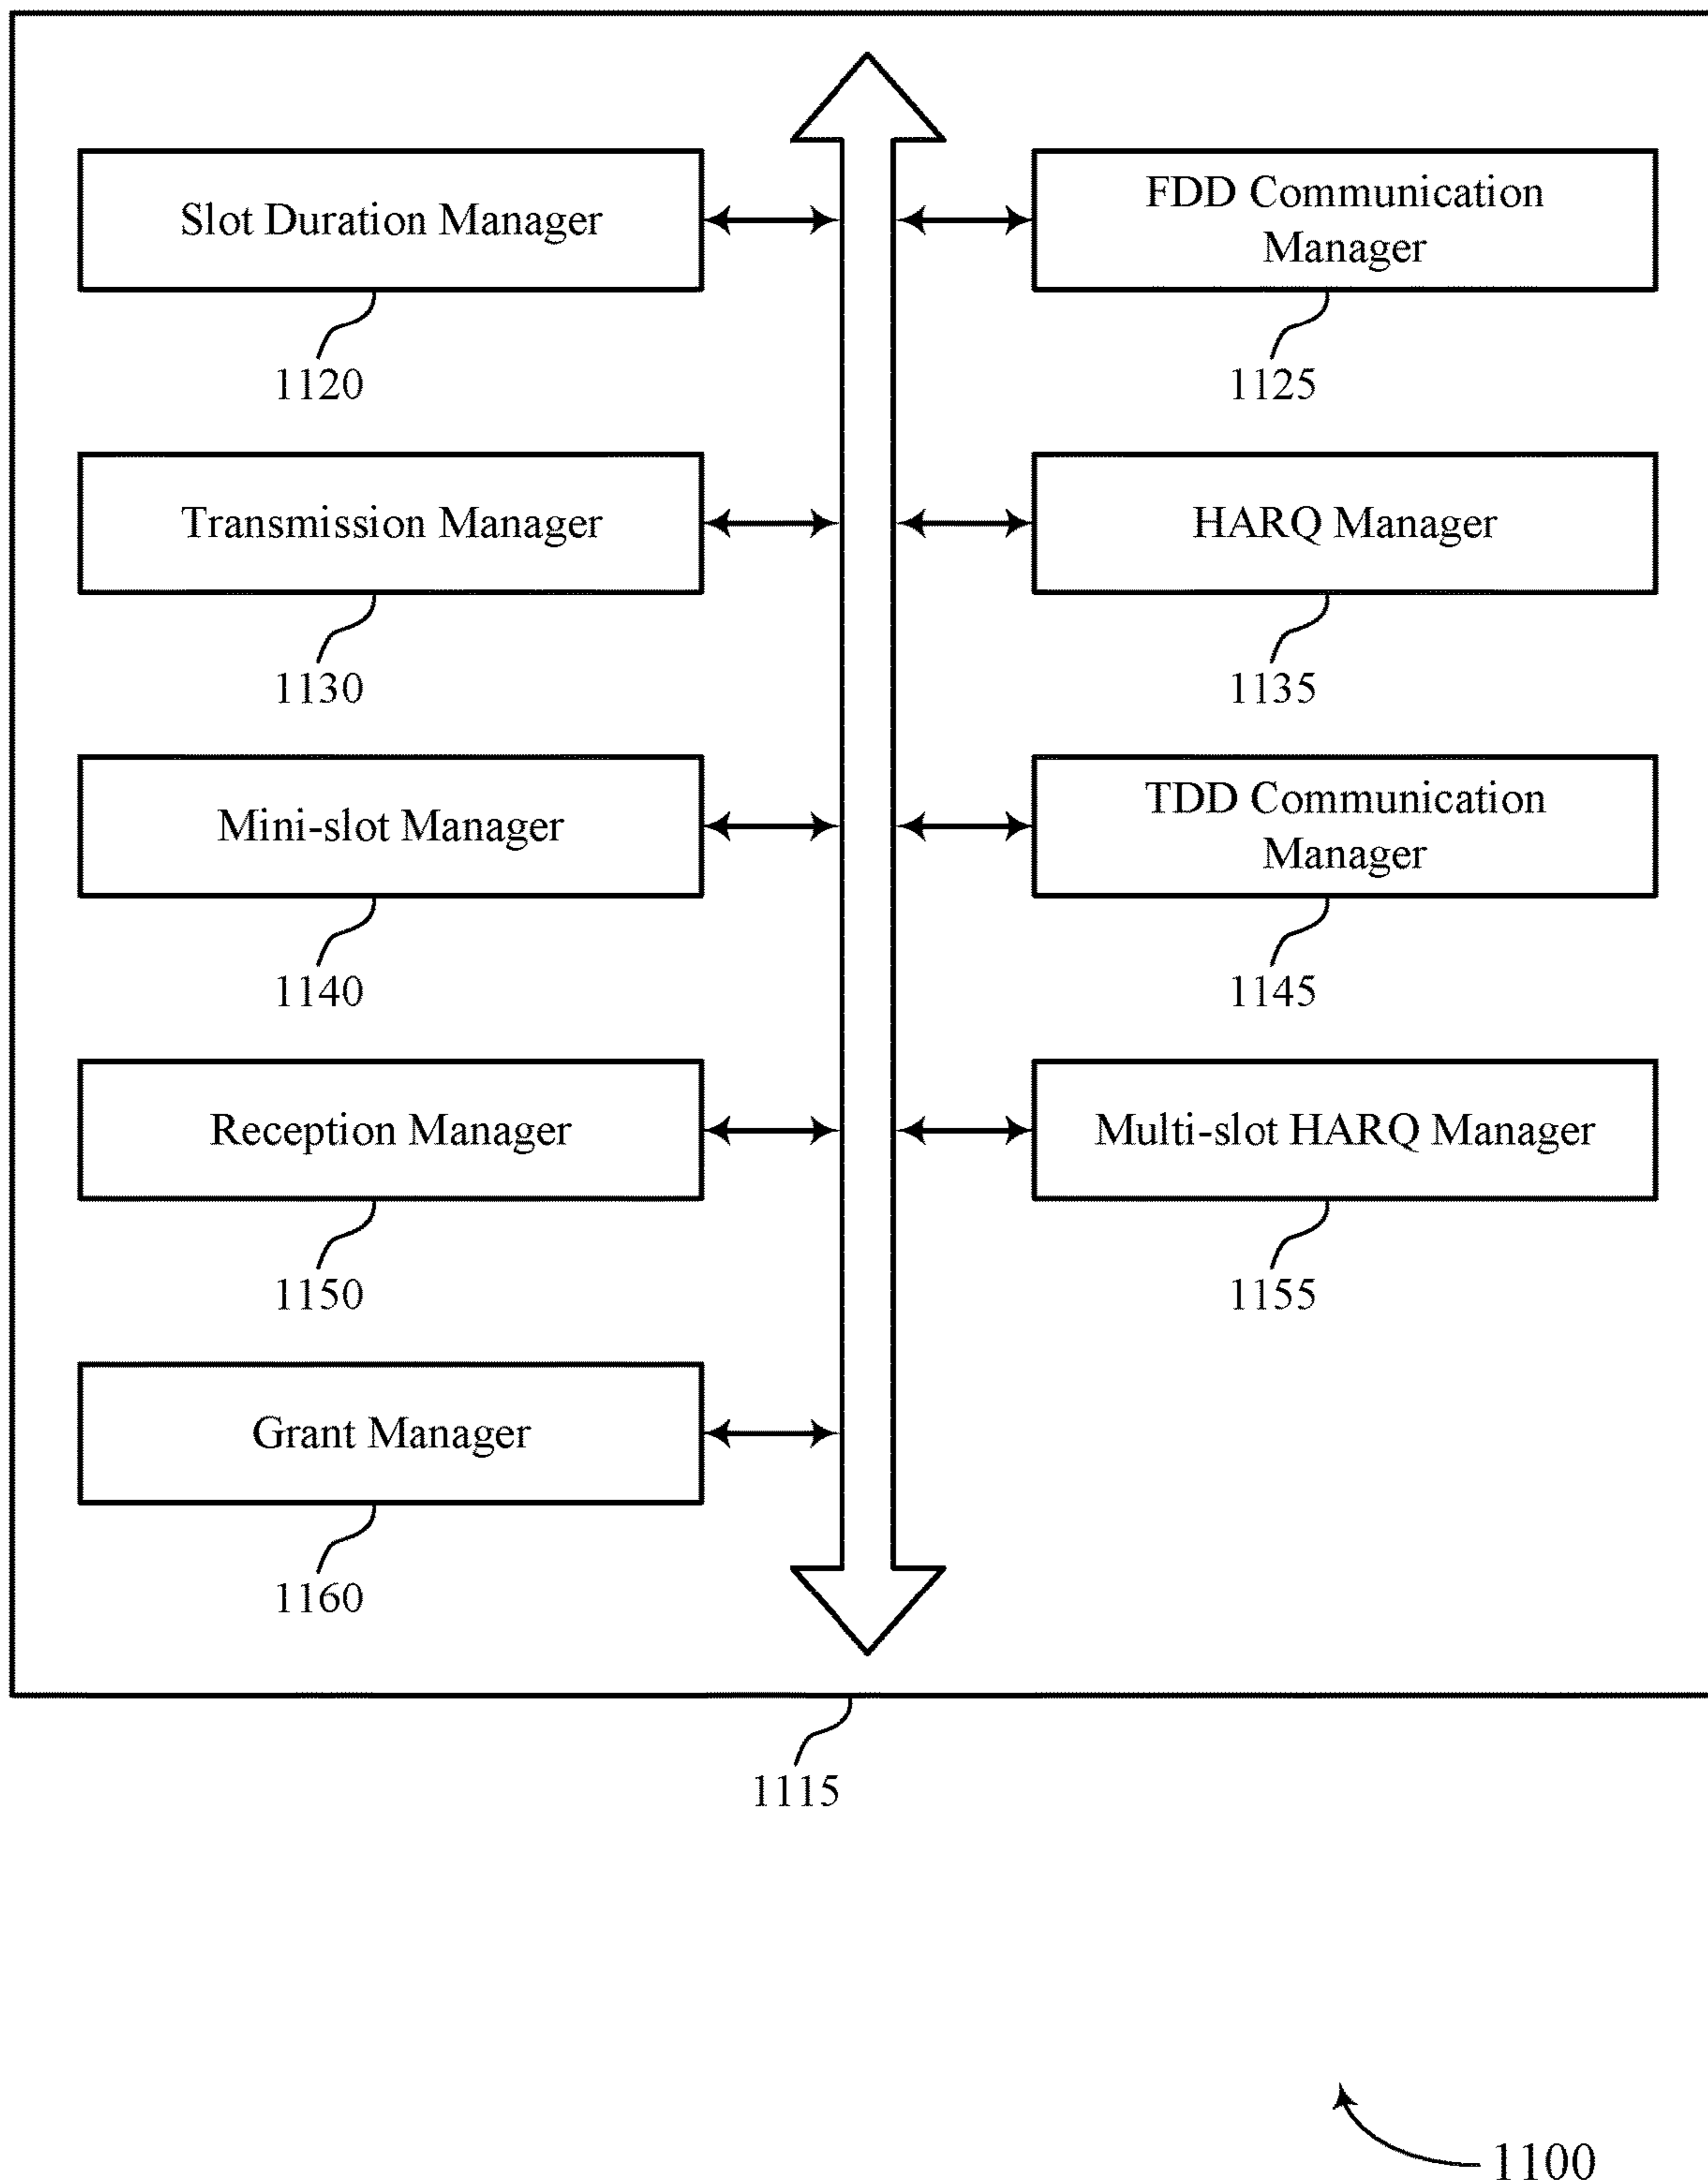 Slot Duration Manager
1120
FDD Communication
Manager
1125
Transmission Manager
1130
HARQ Manager
1135
Mini-slot Manager
1140
TDD Communication
Manager
1145
Reception Manager
1150
Multi-slot HARQ Manager
1155
Grant Manager
1160
1115
1100